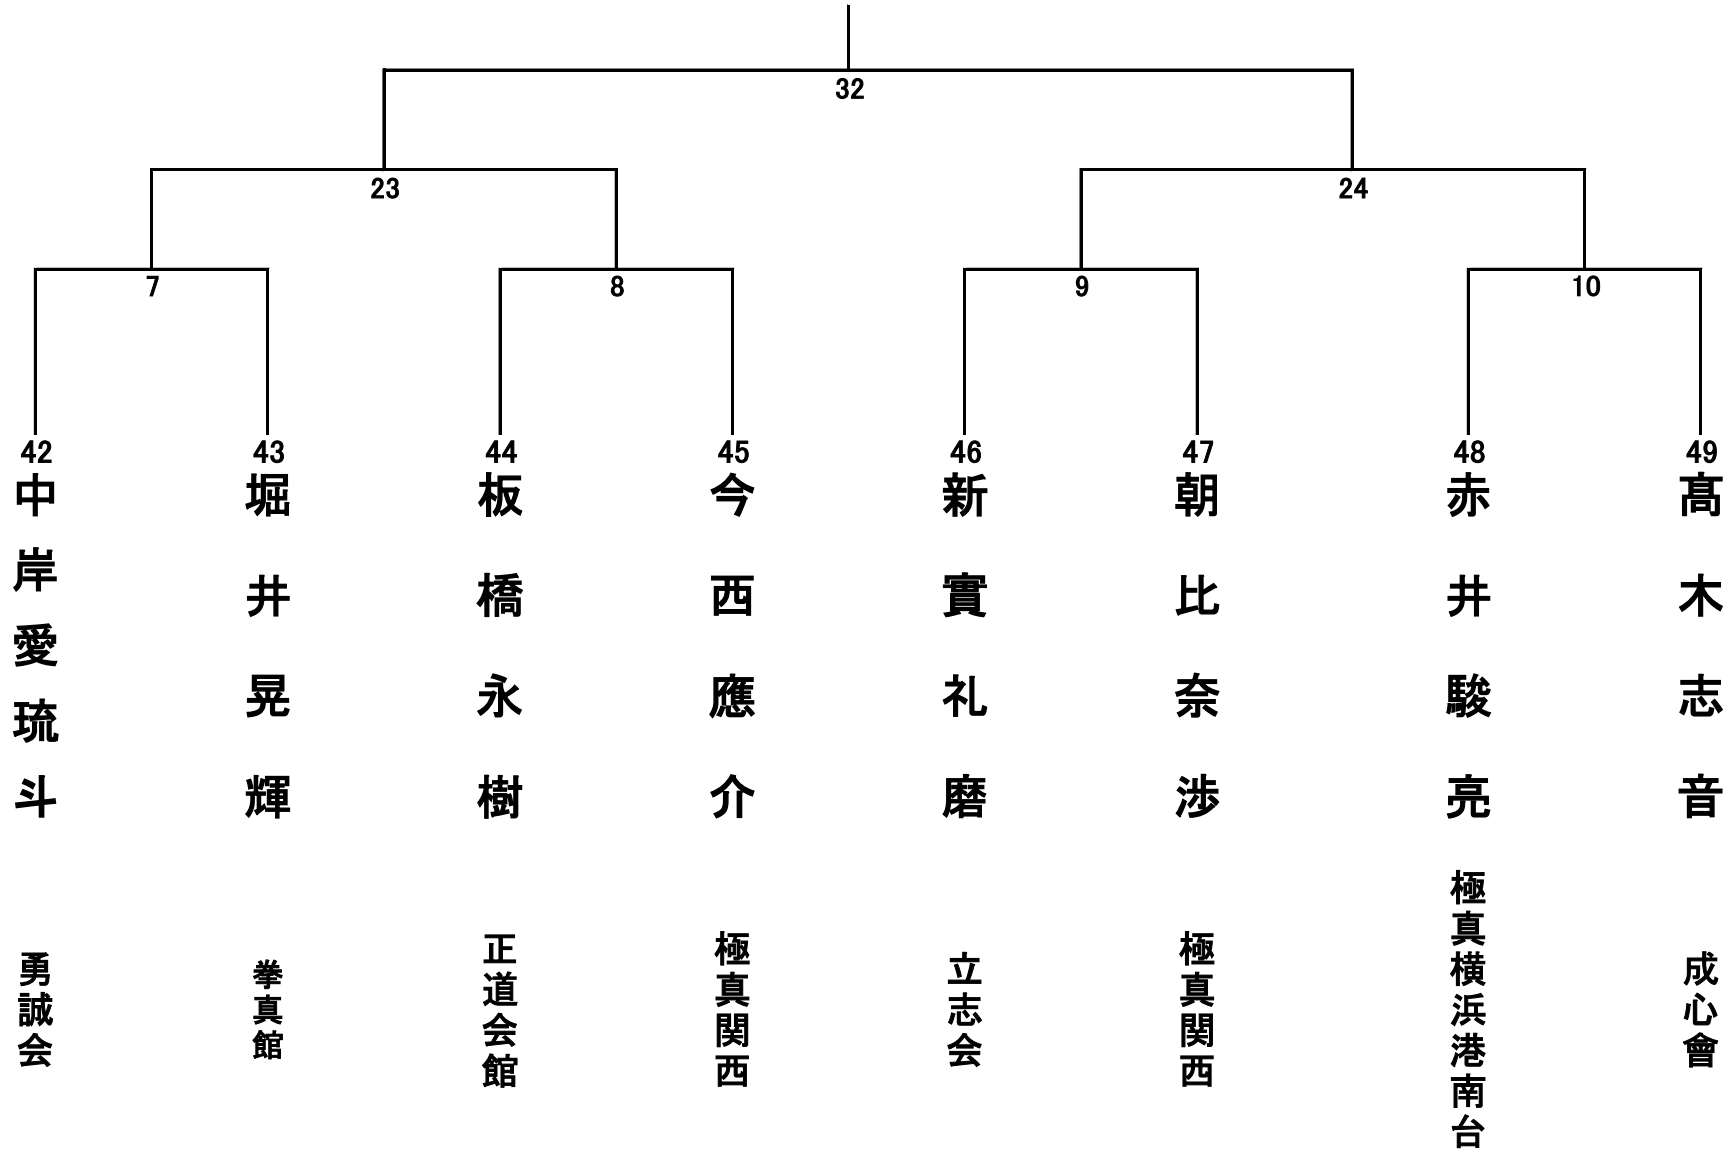 32
23
24
7
8
9
10
42
43
44
45
46
47
48
49
中岸愛琉斗
堀井晃輝
板橋永樹
今西應介
新實礼磨
朝比奈渉
赤井駿亮
髙木志音
勇誠会
拳真館
正道会館
極真関西
立志会
極真関西
極真横浜港南台
成心會